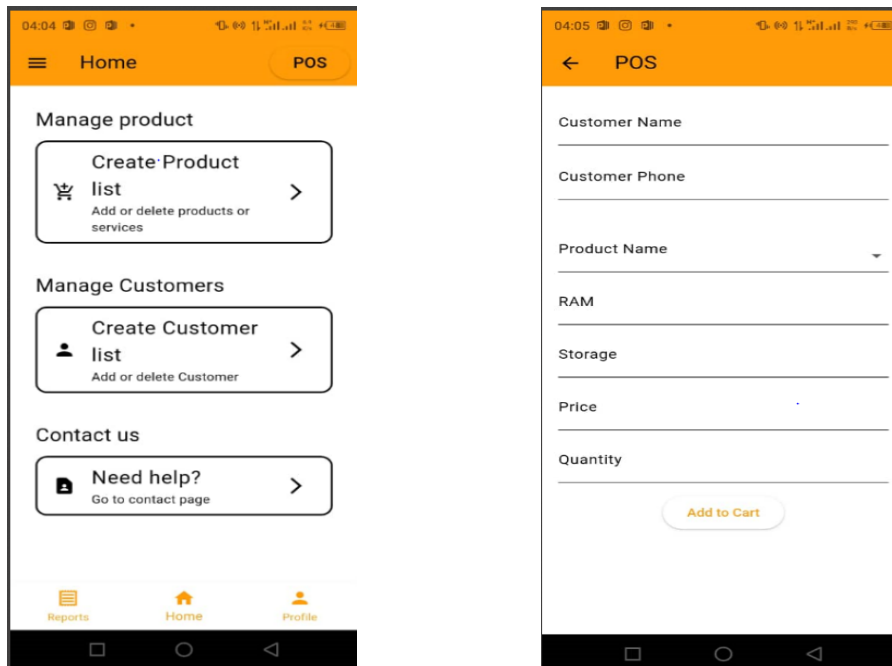 04:04
Home
POS
Manage product
Create Product
list
Add or delete products or
services
Manage Customers
Create Customer
list
Add or delete Customer
Contact us
Need help?
Go to contact page
Reports
Home
Profile
04:05
POS
Customer Name
Customer Phone
Product Name
RAM
Storage
Price
Quantity
Add to Cart